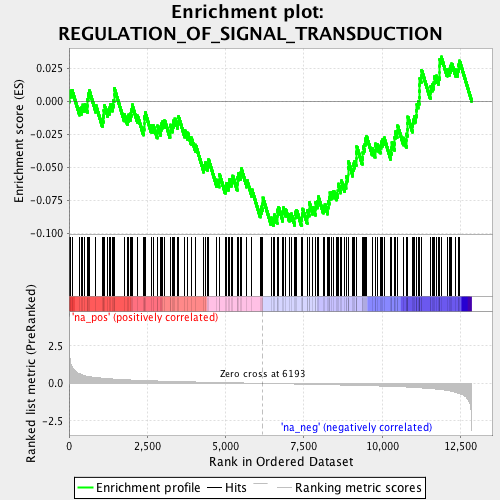 Enrichment plot:
REGULATION_OF_SIGNAL_TRANSDUCTION
Enrichment score (ES)
0.025
0.000
-0.025
-0.050
-0.075
-0.100
'na_pos' (positively correlated)
Ranked list metric (PreRanked)
2.5
0.0
-2.5
Zero cross at 6193
'na_neg' (negatively correlated)
0
2,500
5,000
7,500
10,000
12,500
Rank in Ordered Dataset
Enrichment profile
Hits
Ranking metric scores